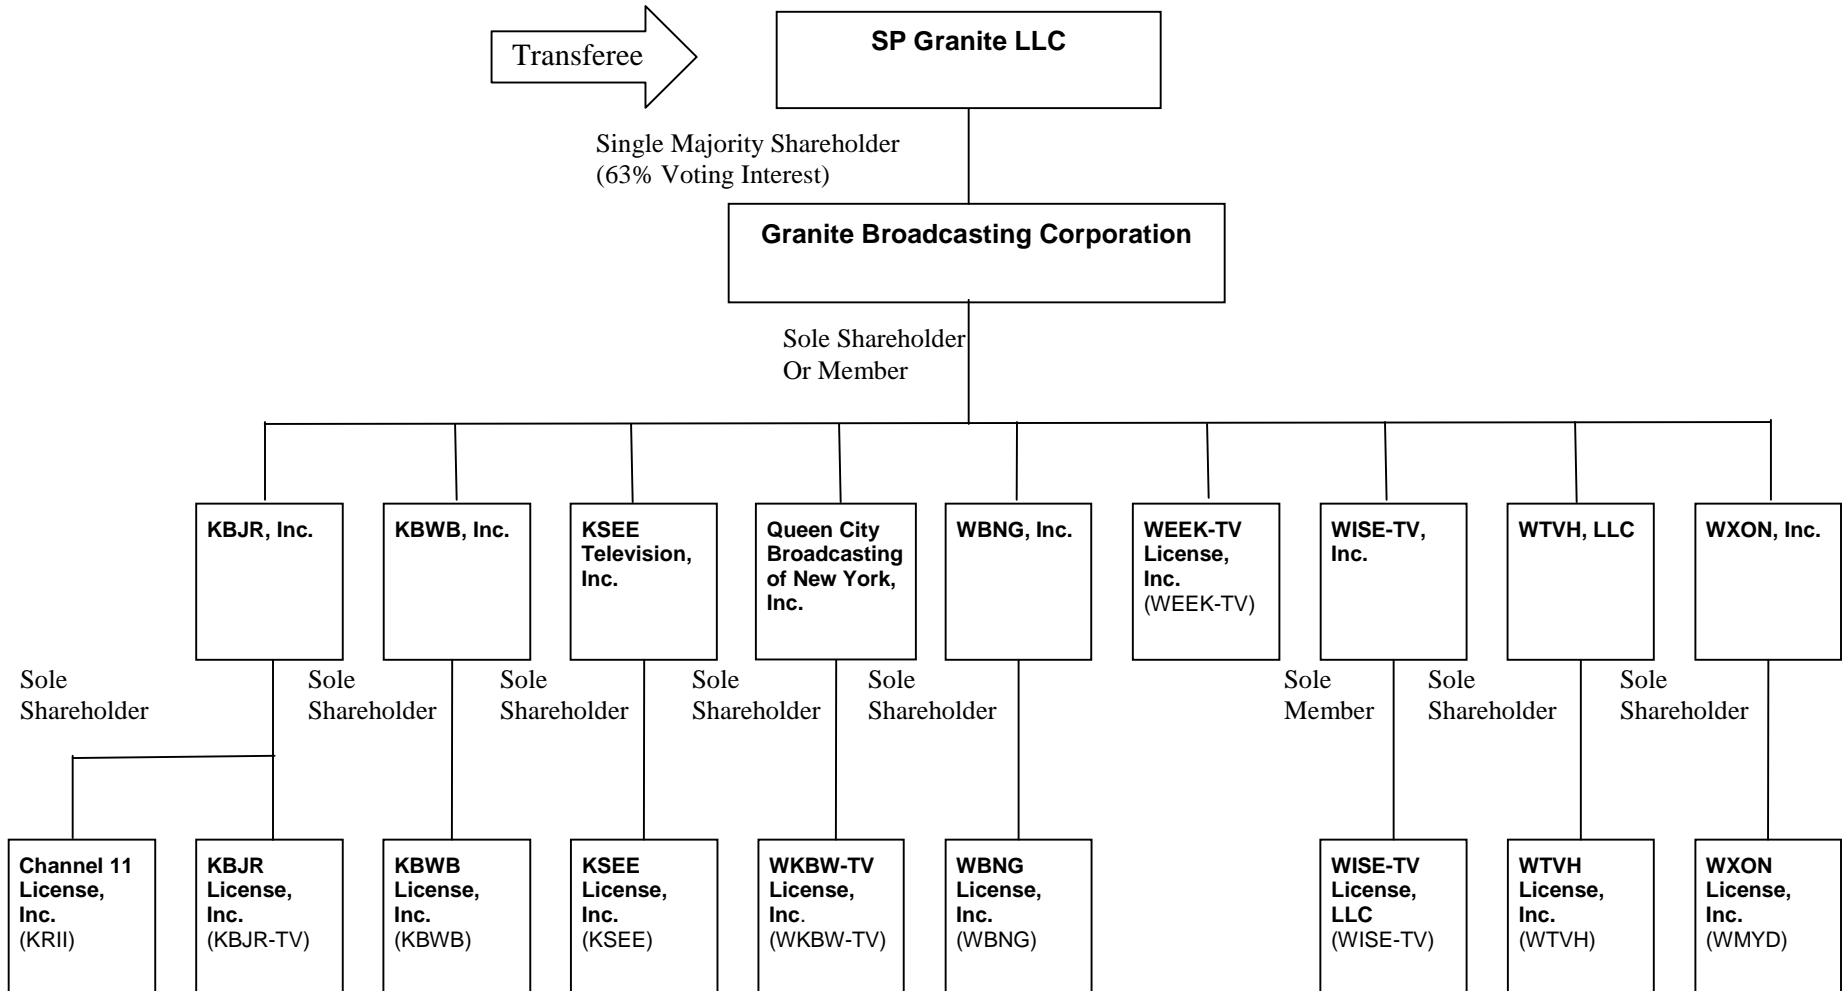 Transferee
SP Granite LLC
Single Majority Shareholder
(63% Voting Interest)
Granite Broadcasting Corporation
Sole Shareholder
Or Member
KBJR, Inc.
KBWB, Inc.
KSEE
Television,
Inc.
Queen City
Broadcasting
of New York,
Inc.
WBNG, Inc.
WEEK-TV
License,
Inc.
(WEEK-TV)
WISE-TV,
Inc.
WTVH, LLC
WXON, Inc.
Sole
Shareholder
Sole
Shareholder
Sole
Shareholder
Sole
Shareholder
Sole
Shareholder
Sole
Member
Sole
Shareholder
Sole
Shareholder
Channel 11
License,
Inc.
(KRII)
KBJR
License,
Inc.
(KBJR-TV)
KBWB
License,
Inc.
(KBWB)
KSEE
License,
Inc.
(KSEE)
WKBW-TV
License,
Inc.
(WKBW-TV)
WBNG
License,
Inc.
(WBNG)
WISE-TV
License,
LLC
(WISE-TV)
WTVH
License,
Inc.
(WTVH)
WXON
License,
Inc.
(WMYD)